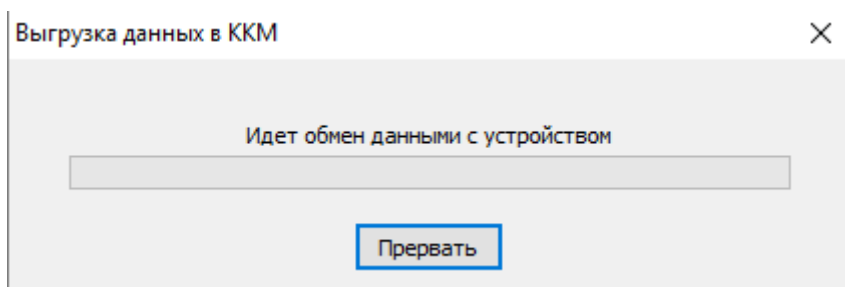 Выгрузка данных в ККМ
Идет обмен данными с устройством
Прервать